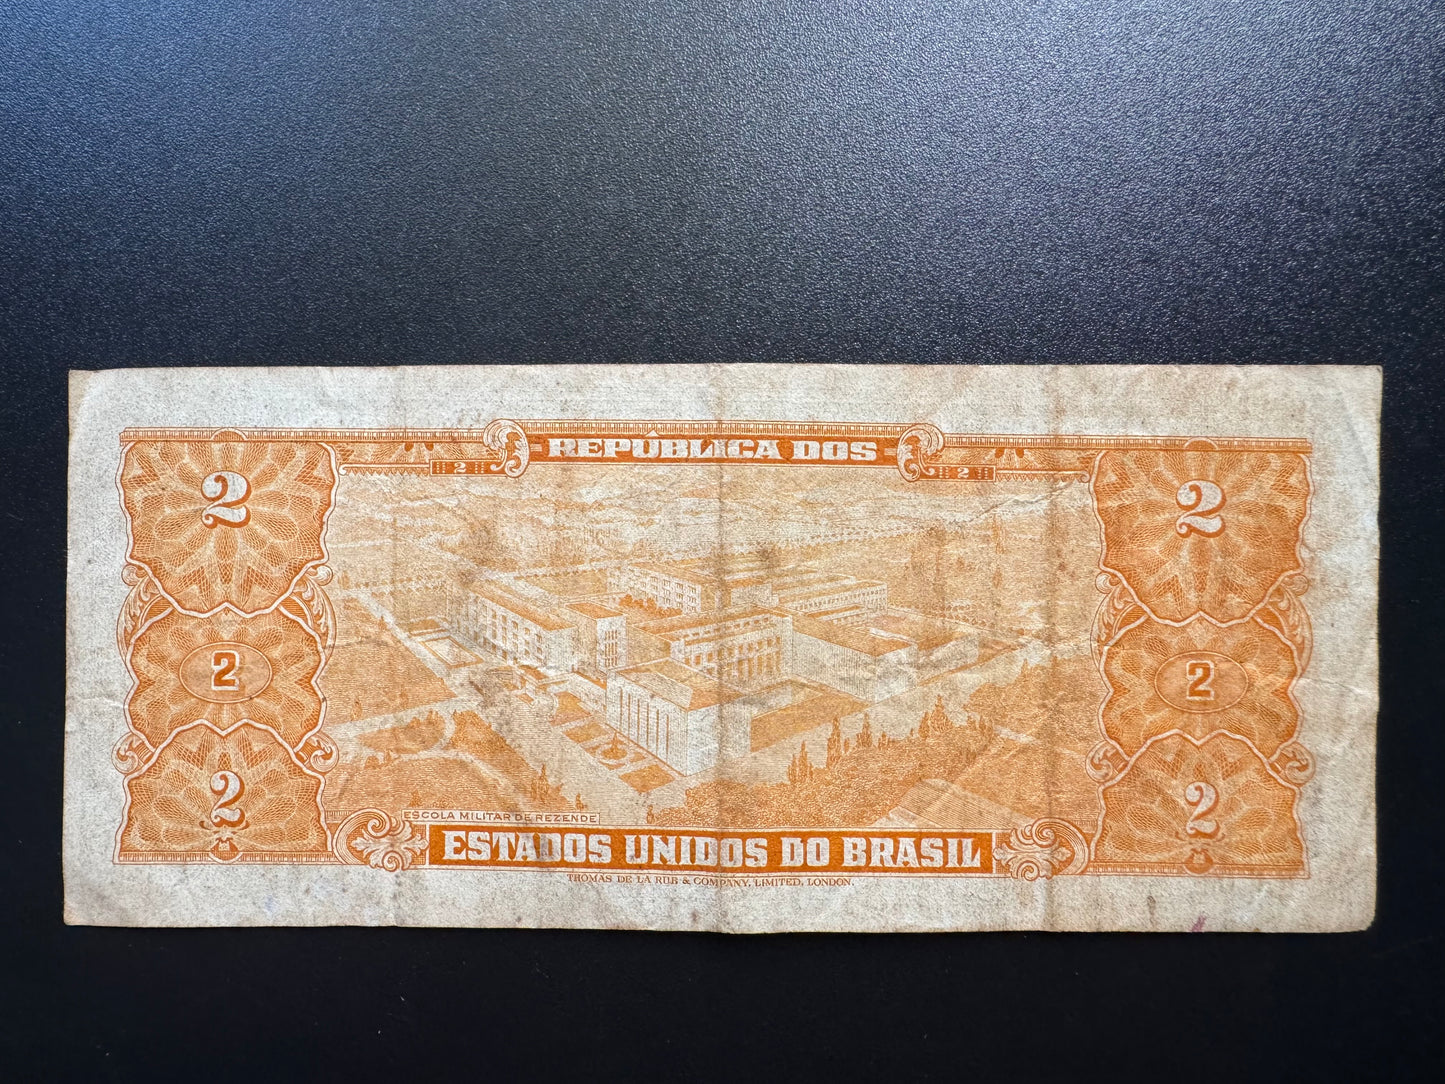 REPÚBLICA DOS
2 2
2 2
2 2
2 2
ESCOLA MILITAR DE REZENDE
ESTADOS UNIDOS DO BRASIL
THOMAS DE LA RUE & COMPANY, LIMITED, LONDON.